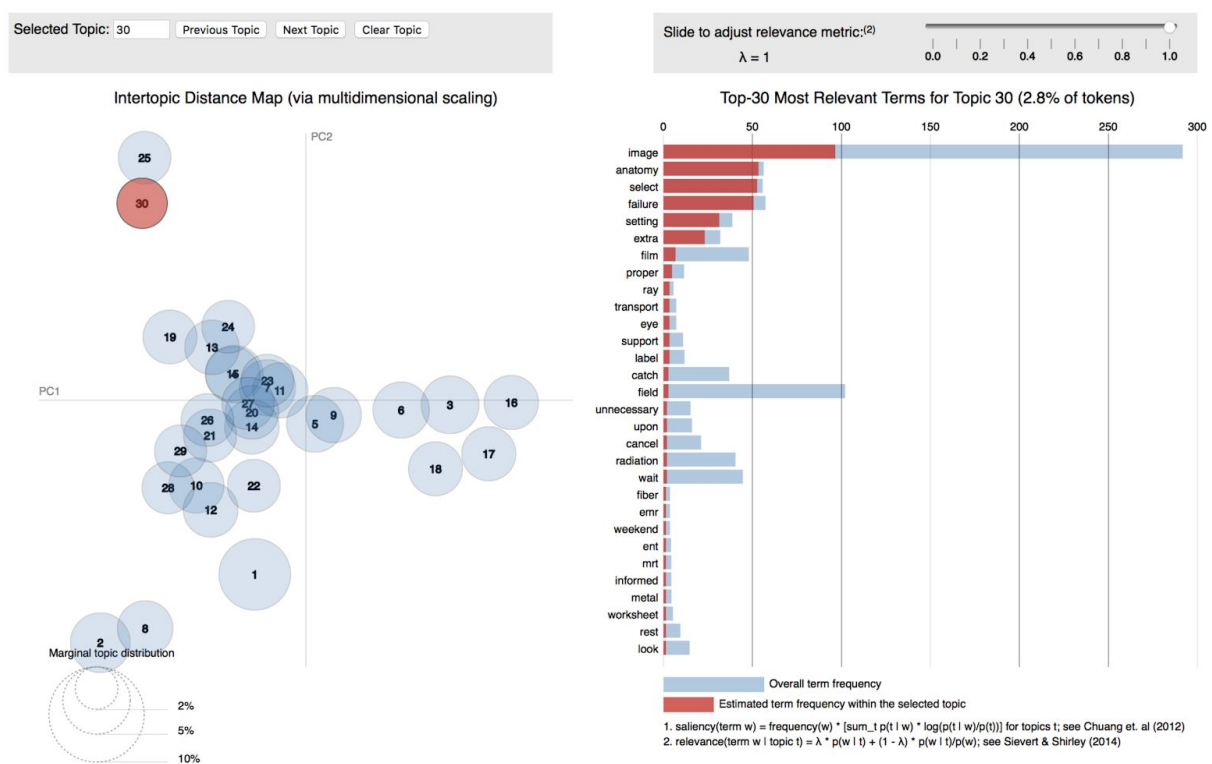 Selected Topic: 30 Previous Topic Next Topic Clear Topic
Slide to adjust relevance metric:(2)
λ = 1
0.0 0.2 0.4 0.6 0.8 1.0
Intertopic Distance Map (via multidimensional scaling)
PC2
PC1
25
30
19
24
13
15
23
7
11
27
20
14
26
21
29
28
10
12
22
5
9
6
3
16
18
17
1
2
8
Marginal topic distribution
2%
5%
10%
Top-30 Most Relevant Terms for Topic 30 (2.8% of tokens)
0 50 100 150 200 250 300
image
anatomy
select
failure
setting
extra
film
proper
ray
transport
eye
support
label
catch
field
unnecessary
upon
cancel
radiation
wait
fiber
emr
weekend
ent
mrt
informed
metal
worksheet
rest
look
Overall term frequency
Estimated term frequency within the selected topic
1. saliency(term w) = frequency(w) * [sum_t p(t | w) * log(p(t | w)/p(t))] for topics t; see Chuang et. al (2012)
2. relevance(term w | topic t) = λ * p(w | t) + (1 - λ) * p(w | t)/p(w); see Sievert & Shirley (2014)